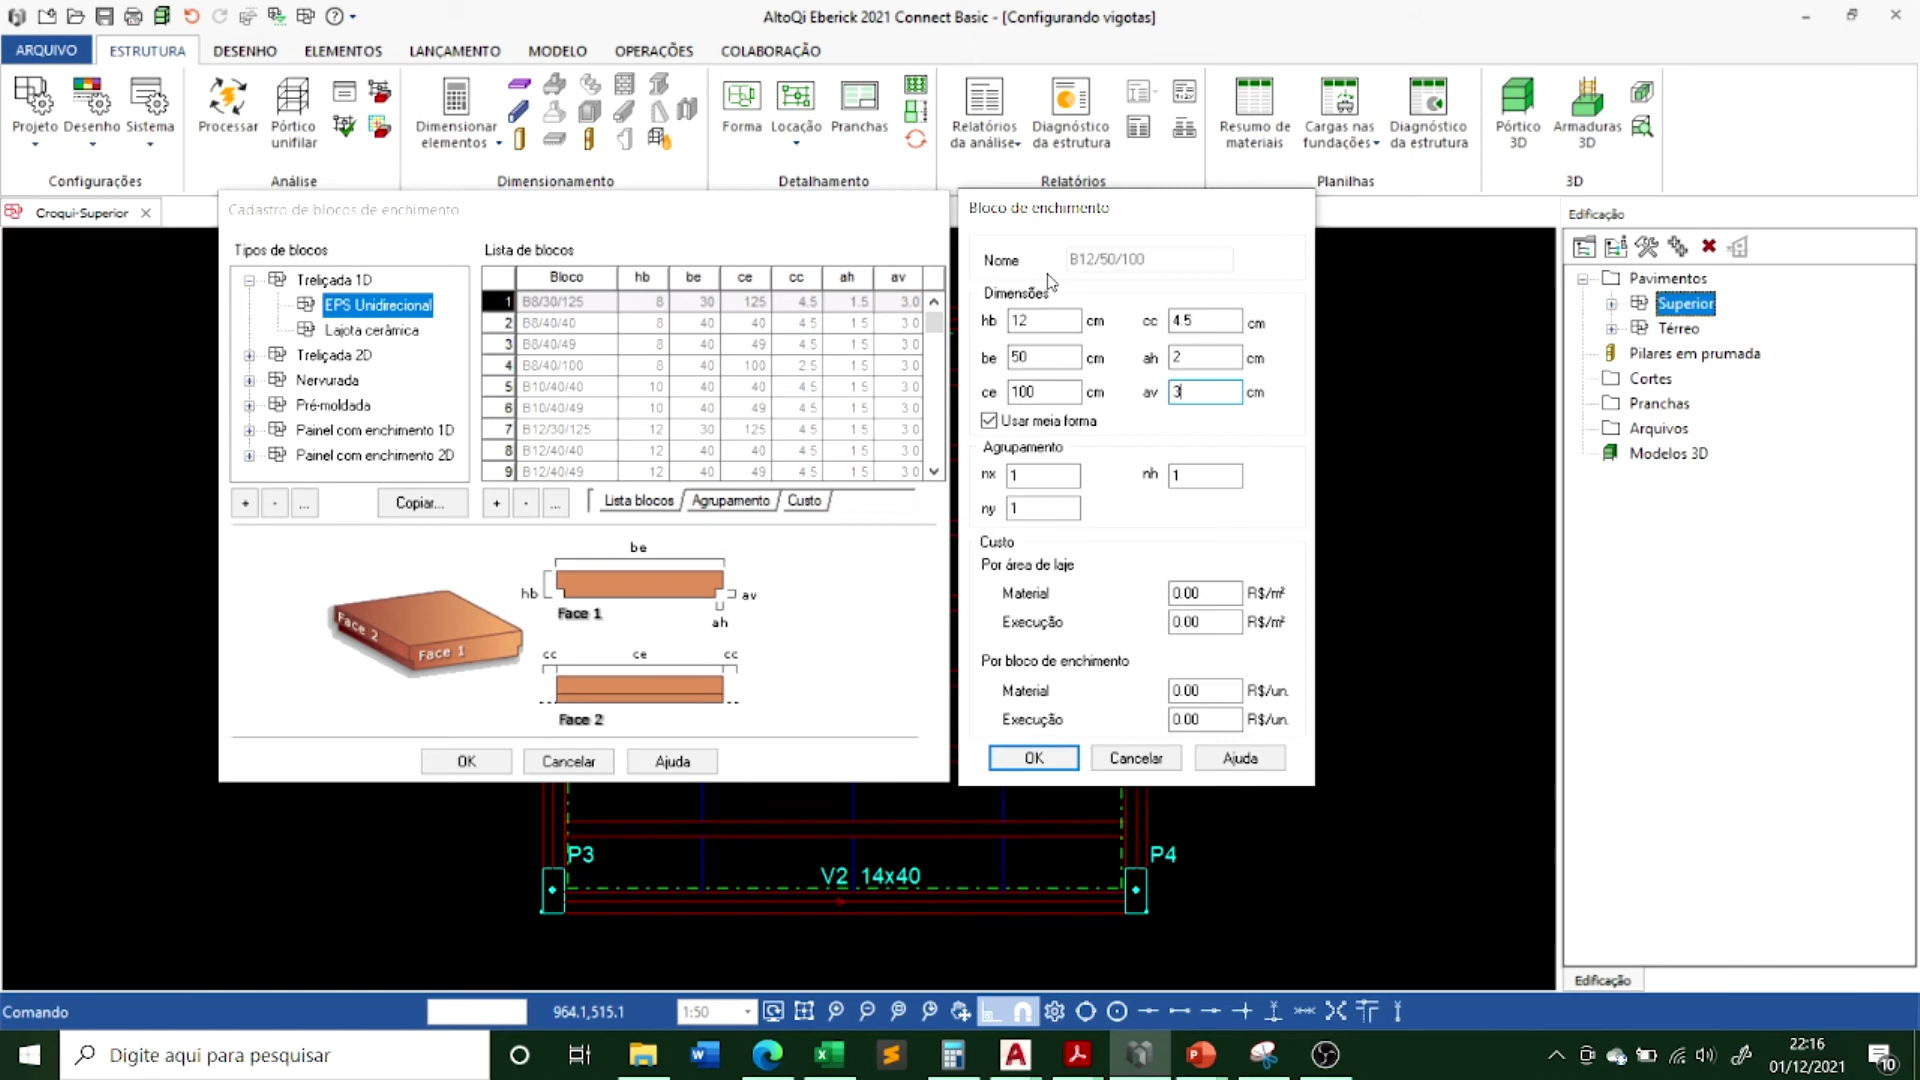 AltoQi Eberick 2021 Connect Basic - [Configurando vigotas]
ARQUIVO ESTRUTURA DESENHO ELEMENTOS LANÇAMENTO MODELO OPERAÇÕES COLABORAÇÃO
Projeto Desenho Sistema Processar Pórtico unifilar Dimensionar elementos Forma Locação Pranchas Relatórios da análise Diagnóstico da estrutura Resumo de materiais Cargas nas fundações Diagnóstico da estrutura Pórtico 3D Armaduras 3D
Configurações Análise Dimensionamento Detalhamento Relatórios Planilhas 3D
Croqui-Superior
Cadastro de blocos de enchimento
Tipos de blocos
Treliçada 1D
EPS Unidirecional
Lajota cerâmica
Treliçada 2D
Nervurada
Pré-moldada
Painel com enchimento 1D
Painel com enchimento 2D
+ - ... Copiar...
Lista de blocos
Bloco hb be ce cc ah av
1 B8/30/125 8 30 125 4.5 1.5 3.0
2 B8/40/40 8 40 40 4.5 1.5 3.0
3 B8/40/49 8 40 49 4.5 1.5 3.0
4 B8/40/100 8 40 100 2.5 1.5 3.0
5 B10/40/40 10 40 40 4.5 1.5 3.0
6 B10/40/49 10 40 49 4.5 1.5 3.0
7 B12/30/125 12 30 125 4.5 1.5 3.0
8 B12/40/40 12 40 40 4.5 1.5 3.0
9 B12/40/49 12 40 49 4.5 1.5 3.0
+ - ... Lista blocos Agrupamento Custo
be
hb av
Face 1
ah
Face 2
Face 1
cc ce cc
Face 2
OK Cancelar Ajuda
Bloco de enchimento
Nome B12/50/100
Dimensões
hb 12 cm cc 4.5 cm
be 50 cm ah 2 cm
ce 100 cm av 3 cm
Usar meia forma
Agrupamento
nx 1 nh 1
ny 1
Custo
Por área de laje
Material 0.00 R$/m²
Execução 0.00 R$/m²
Por bloco de enchimento
Material 0.00 R$/un.
Execução 0.00 R$/un.
OK Cancelar Ajuda
P3 P4
V2 14x40
Edificação
Pavimentos
Superior
Térreo
Pilares em prumada
Cortes
Pranchas
Arquivos
Modelos 3D
Edificação
Comando 964.1,515.1 1:50
Digite aqui para pesquisar
22:16
01/12/2021
10